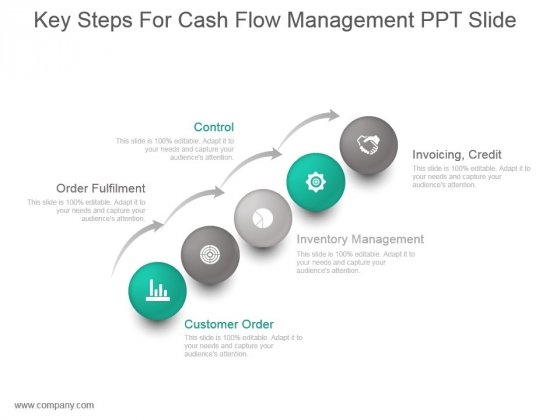 Key Steps For Cash Flow Management PPT Slide
Control
This slide is 100% editable. Adapt it to
your needs and capture your
audience's attention.
Order Fulfilment
This slide is 100% editable. Adapt it to
your needs and capture your
audience's attention.
Invoicing, Credit
This slide is 100% editable. Adapt it to
your needs and capture your
audience's attention.
Inventory Management
This slide is 100% editable. Adapt it to
your needs and capture your
audience's attention.
Customer Order
This slide is 100% editable. Adapt it to
your needs and capture your
audience's attention.
www.company.com